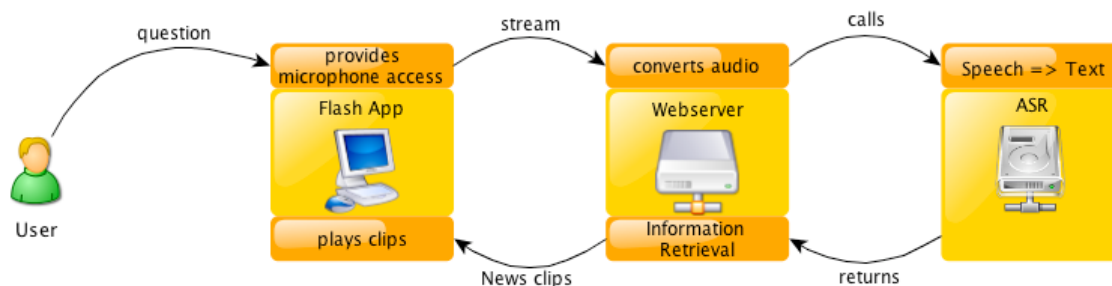 question
stream
calls
provides
microphone access
converts audio
Speech => Text
Flash App
Webserver
ASR
User
plays clips
Information
Retrieval
News clips
returns